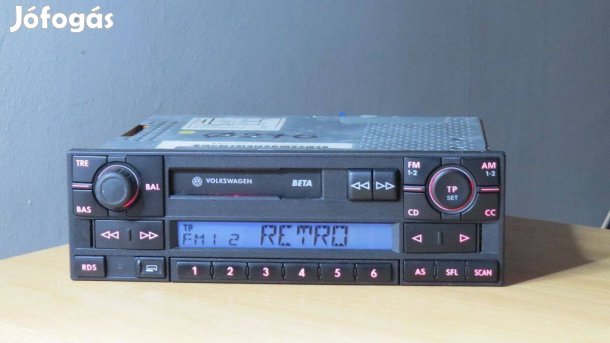 Jófogás
TRE
BAL
BAS
VOLKSWAGEN BETA
FM
1-2
AM
1-2
TP
SET
CD
CC
TP
FM1 2 RETRO
RDS
1 2 3 4 5 6
AS SFL SCAN